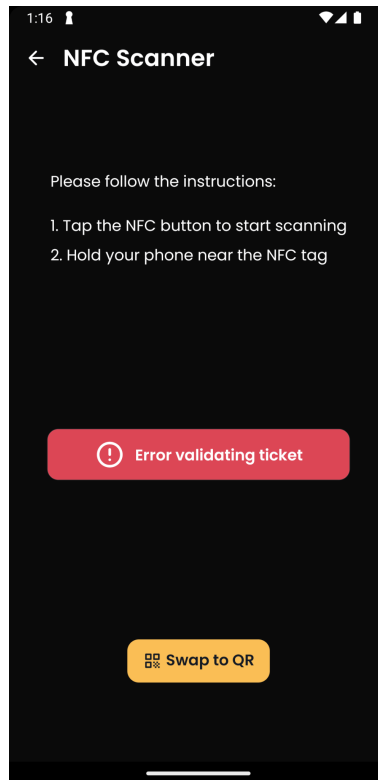 1:16
NFC Scanner
Please follow the instructions:
1. Tap the NFC button to start scanning
2. Hold your phone near the NFC tag
Error validating ticket
Swap to QR